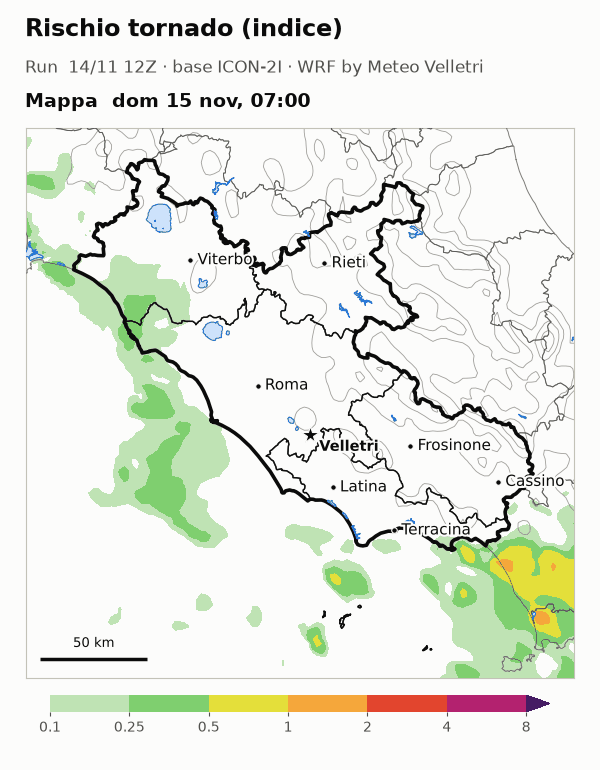 Rischio tornado (indice)
Run  14/11 12Z · base ICON-2I · WRF by Meteo Velletri
Mappa  dom 15 nov, 07:00
Viterbo
Rieti
Roma
Velletri
Frosinone
Latina
Cassino
Terracina
50 km
0.1 0.25 0.5 1 2 4 8